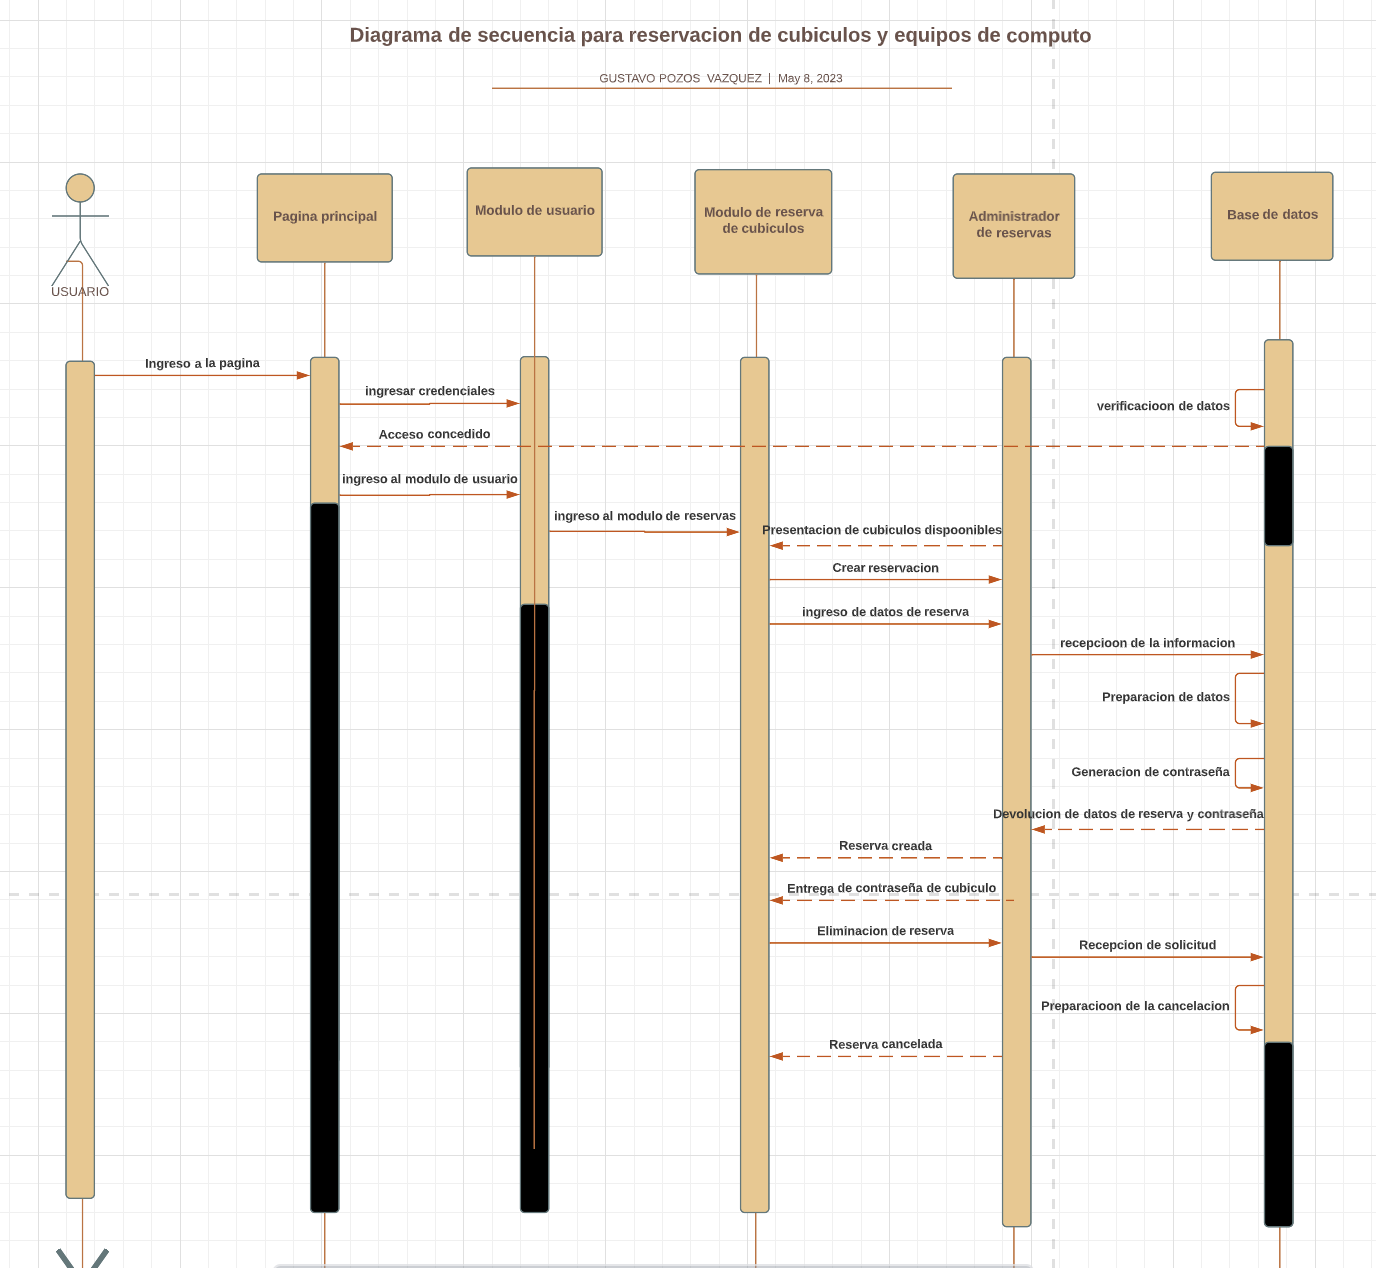 Diagrama de secuencia para reservacion de cubiculos y equipos de computo
GUSTAVO POZOS VAZQUEZ | May 8, 2023
USUARIO
Pagina principal
Modulo de usuario
Modulo de reserva
de cubiculos
Administrador
de reservas
Base de datos
Ingreso a la pagina
ingresar credenciales
verificacioon de datos
Acceso concedido
ingreso al modulo de usuario
ingreso al modulo de reservas
Presentacion de cubiculos disponibles
Crear reservacion
ingreso de datos de reserva
recepcioon de la informacion
Preparacion de datos
Generacion de contraseña
Devolucion de datos de reserva y contraseña
Reserva creada
Entrega de contraseña de cubiculo
Eliminacion de reserva
Recepcion de solicitud
Preparacioon de la cancelacion
Reserva cancelada